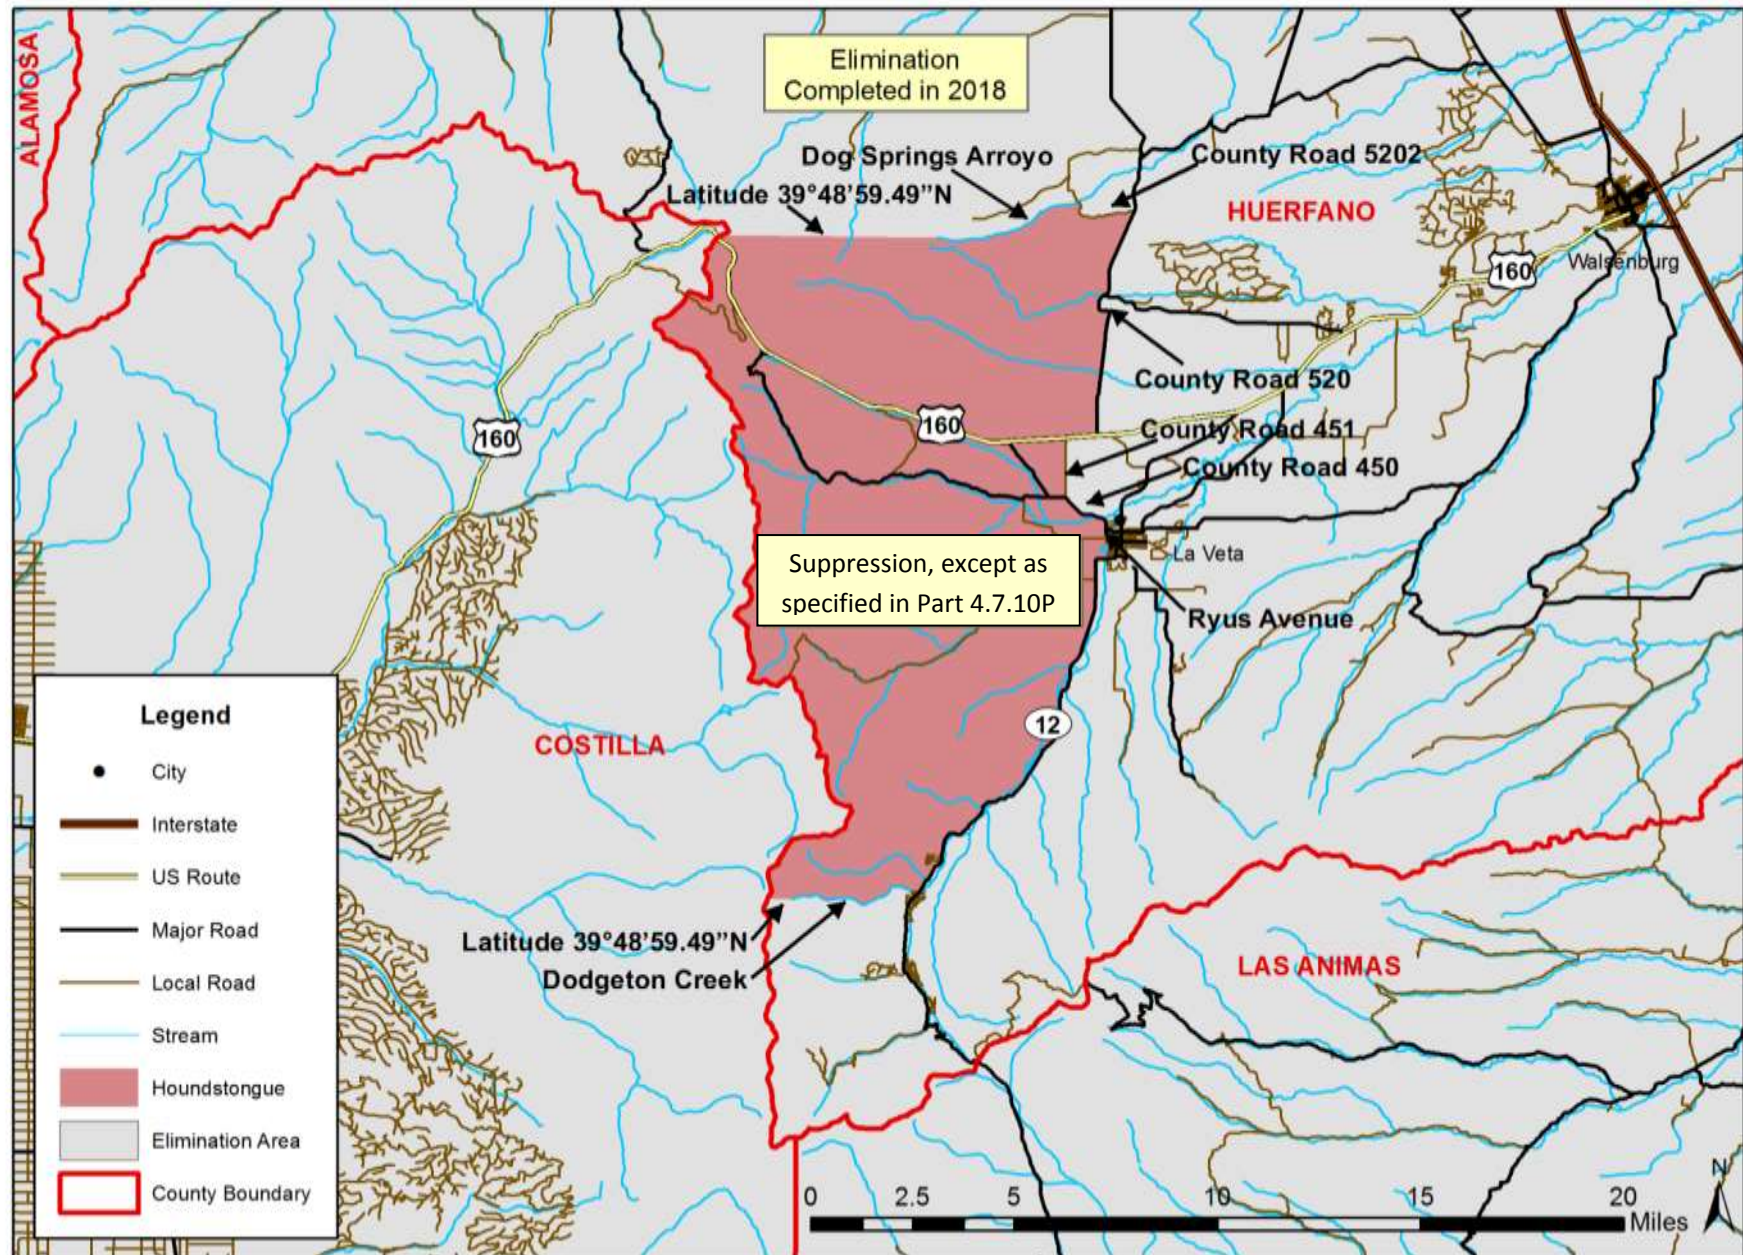 ALAMOSA
Elimination
Completed in 2018
Dog Springs Arroyo
County Road 5202
Latitude 39°48’59.49”N
HUERFANO
160
Walsenburg
County Road 520
160
160
County Road 451
County Road 450
Suppression, except as
specified in Part 4.7.10P
La Veta
Ryus Avenue
12
COSTILLA
Legend
City
Interstate
US Route
Major Road
Local Road
Stream
Houndstongue
Elimination Area
County Boundary
Latitude 39°48’59.49”N
Dodgeton Creek
LAS ANIMAS
N
0 2.5 5 10 15 20
Miles